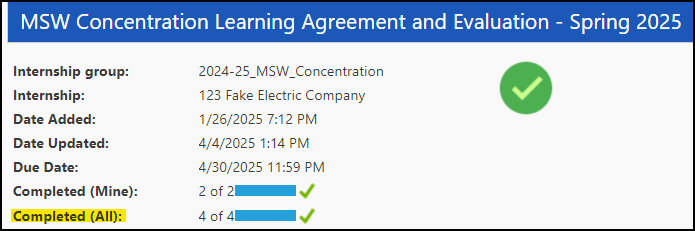 MSW Concentration Learning Agreement and Evaluation - Spring 2025
Internship group: 2024-25_MSW_Concentration
Internship: 123 Fake Electric Company
Date Added: 1/26/2025 7:12 PM
Date Updated: 4/4/2025 1:14 PM
Due Date: 4/30/2025 11:59 PM
Completed (Mine): 2 of 2
Completed (All): 4 of 4